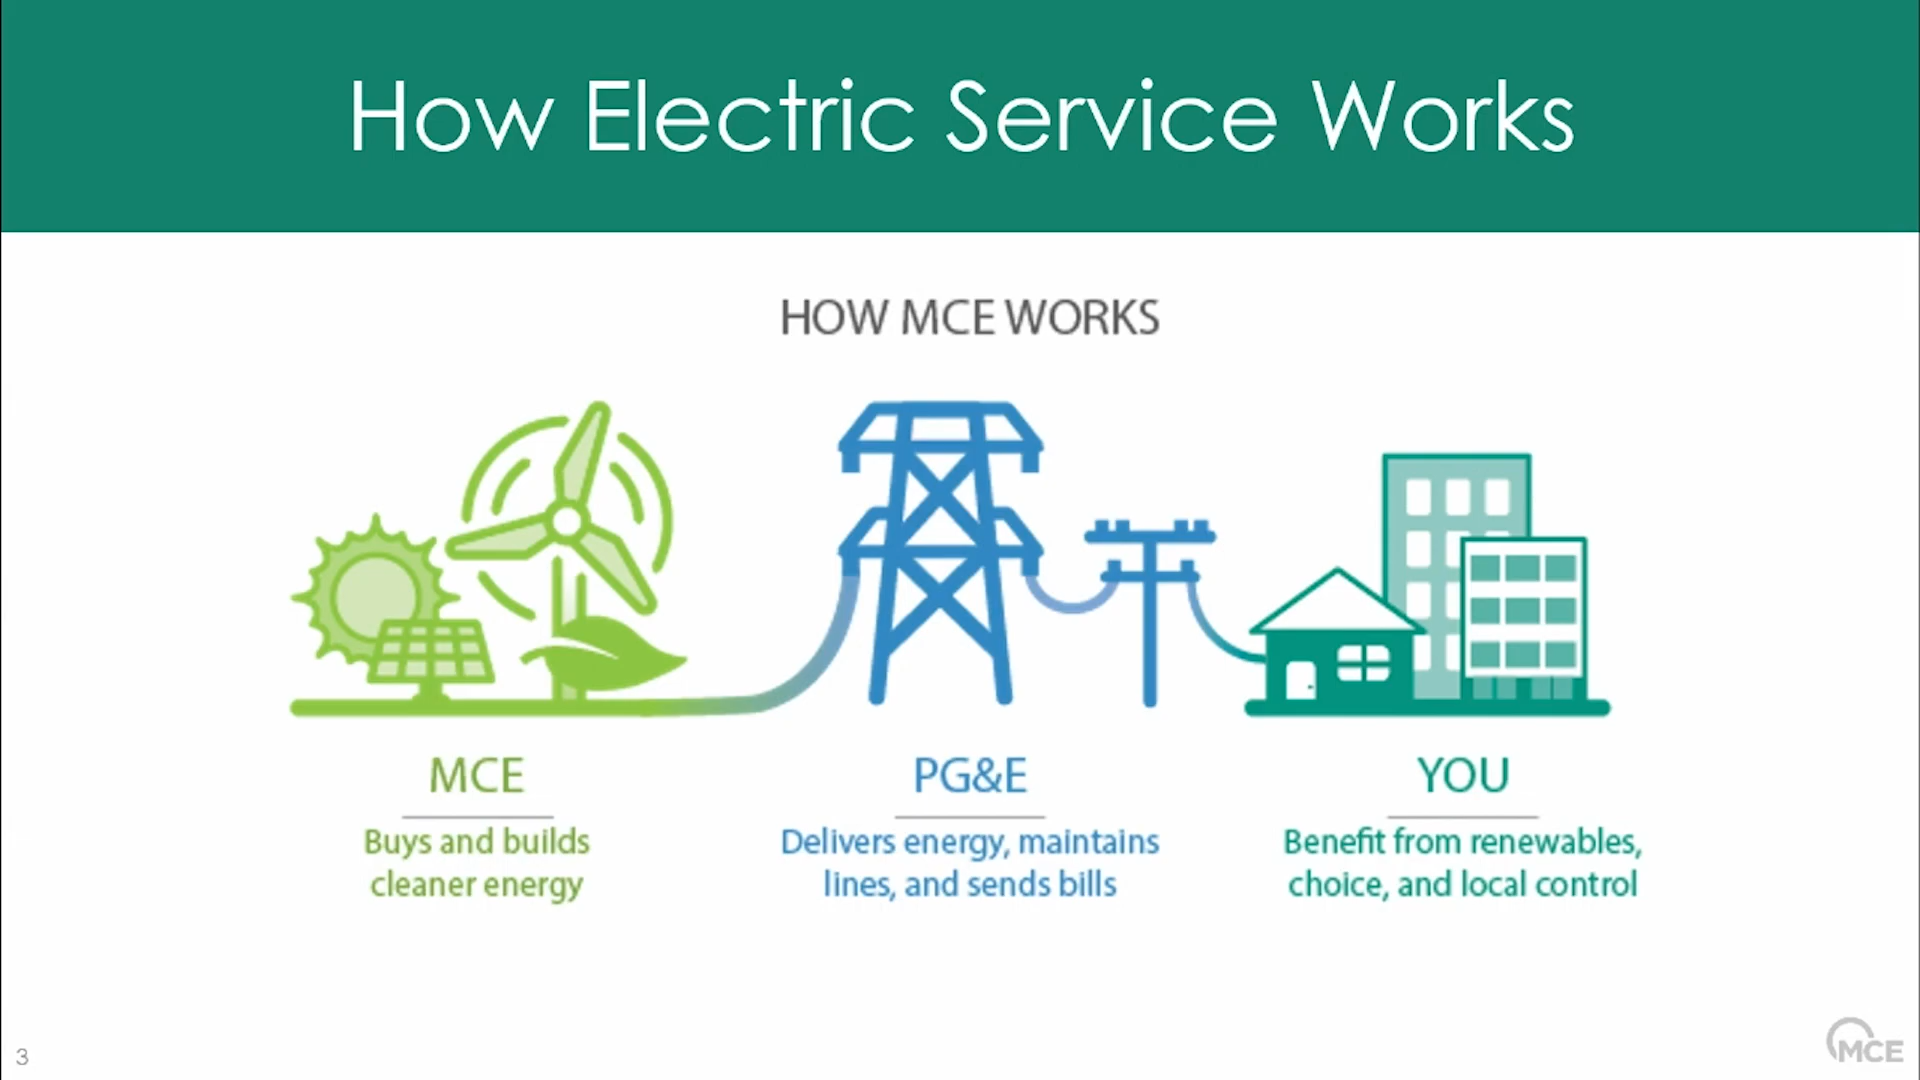 How Electric Service Works
HOW MCE WORKS
MCE
Buys and builds
cleaner energy
PG&E
Delivers energy, maintains
lines, and sends bills
YOU
Benefit from renewables,
choice, and local control
3
MCE